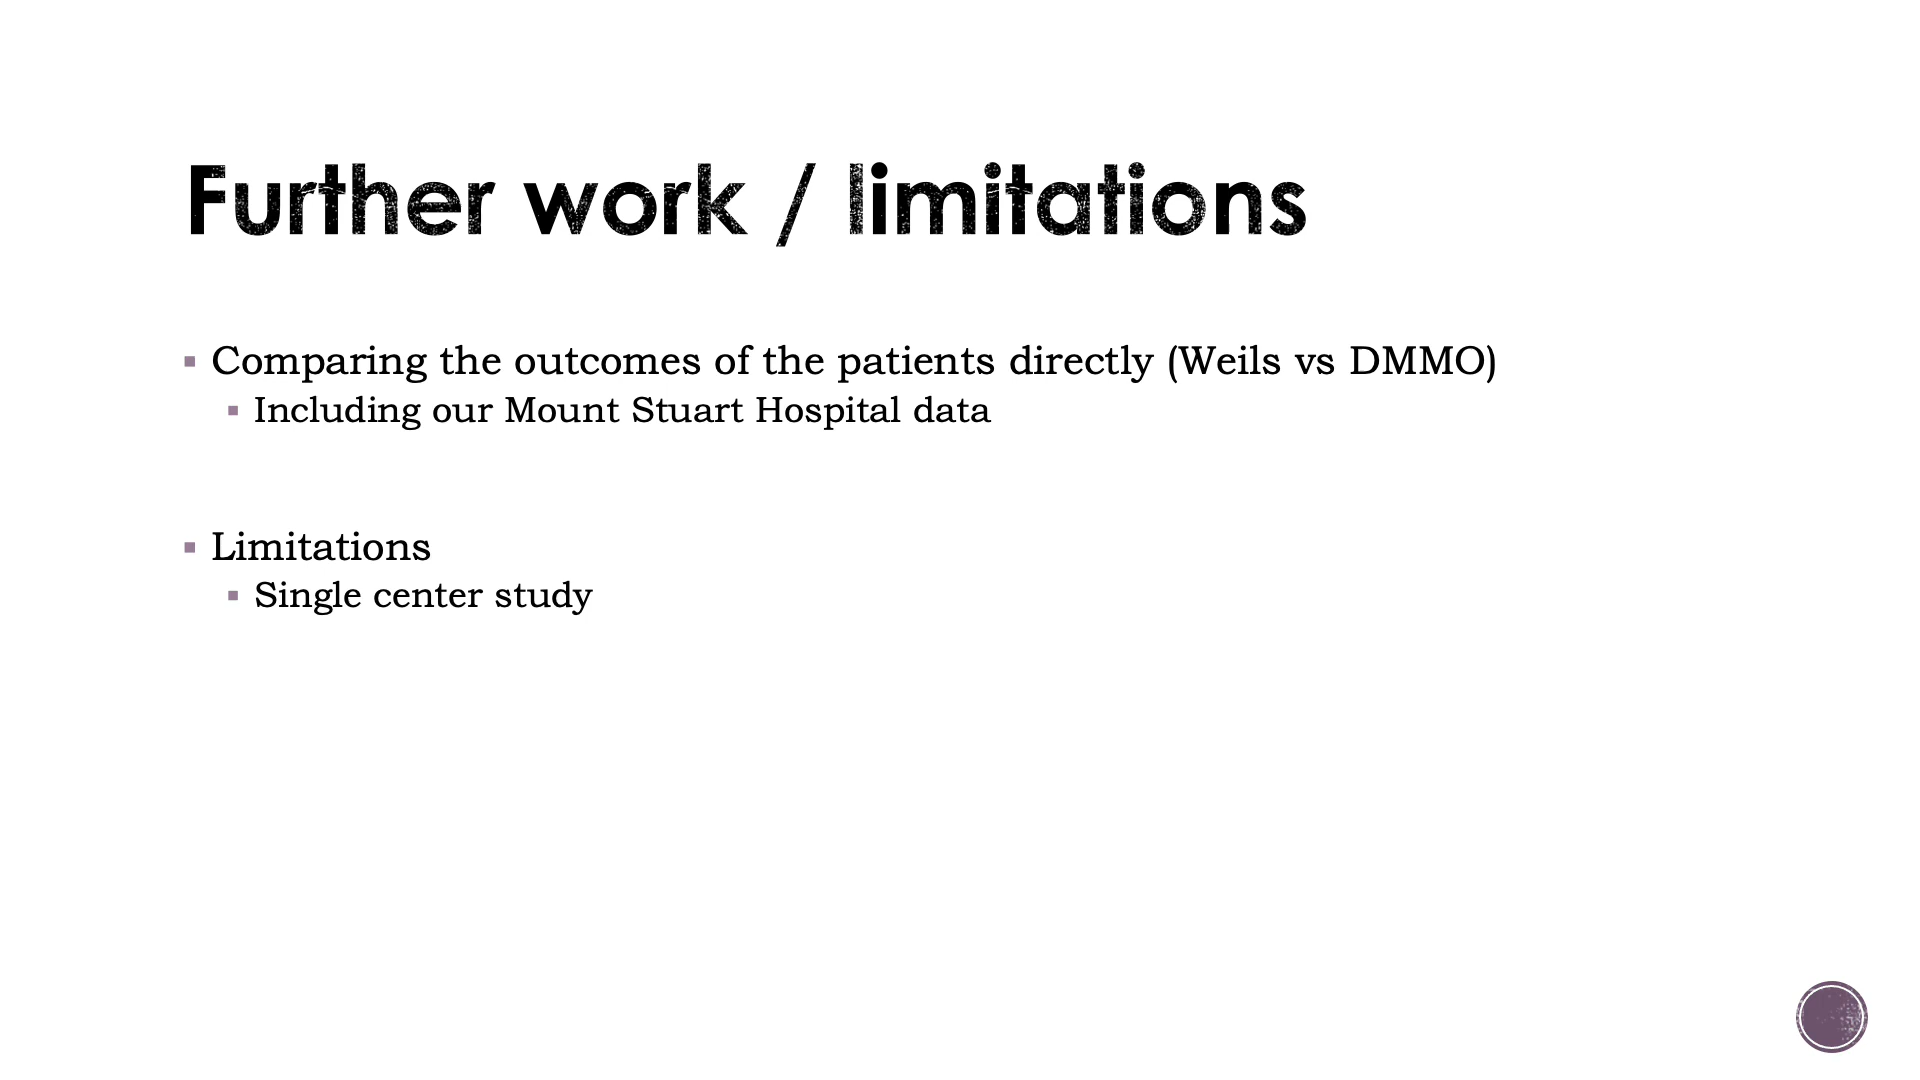 Further work / limitations
▪ Comparing the outcomes of the patients directly (Weils vs DMMO)
▪ Including our Mount Stuart Hospital data
▪ Limitations
▪ Single center study